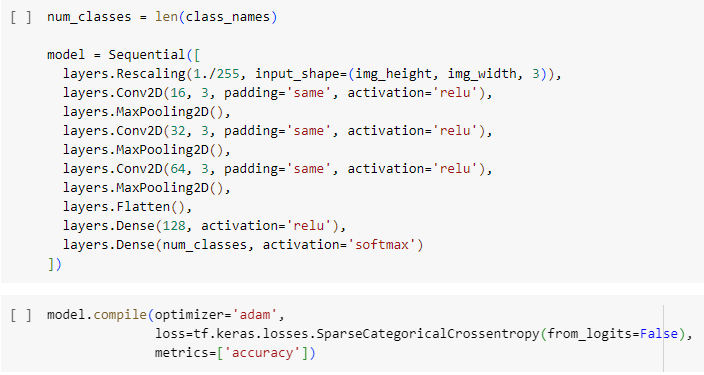 [ ] num_classes = len(class_names)
model = Sequential([
layers.Rescaling(1./255, input_shape=(img_height, img_width, 3)),
layers.Conv2D(16, 3, padding='same', activation='relu'),
layers.MaxPooling2D(),
layers.Conv2D(32, 3, padding='same', activation='relu'),
layers.MaxPooling2D(),
layers.Conv2D(64, 3, padding='same', activation='relu'),
layers.MaxPooling2D(),
layers.Flatten(),
layers.Dense(128, activation='relu'),
layers.Dense(num_classes, activation='softmax')
])
[ ] model.compile(optimizer='adam',
loss=tf.keras.losses.SparseCategoricalCrossentropy(from_logits=False),
metrics=['accuracy'])